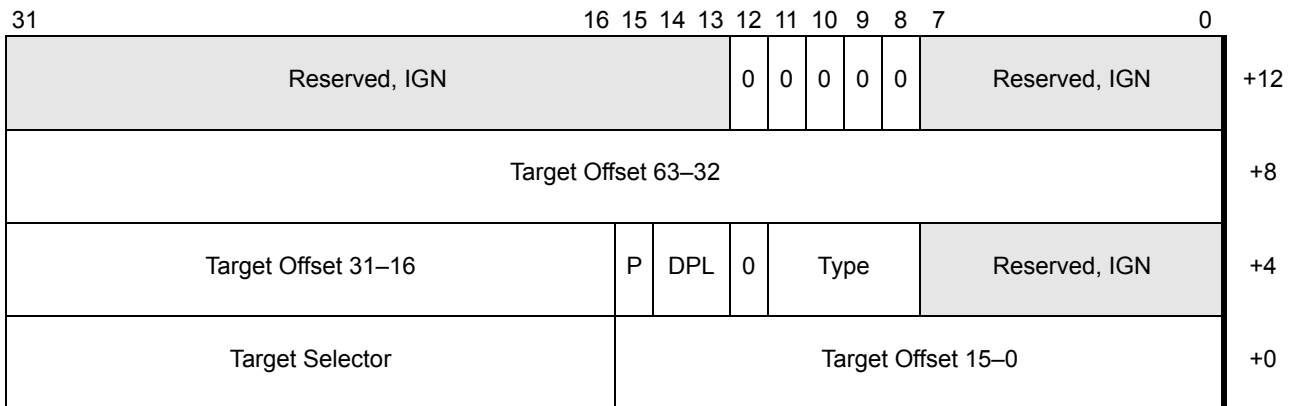 31 16 15 14 13 12 11 10 9 8 7 0
Reserved, IGN 0 0 0 0 0 Reserved, IGN +12
Target Offset 63–32 +8
Target Offset 31–16 P DPL 0 Type Reserved, IGN +4
Target Selector Target Offset 15–0 +0